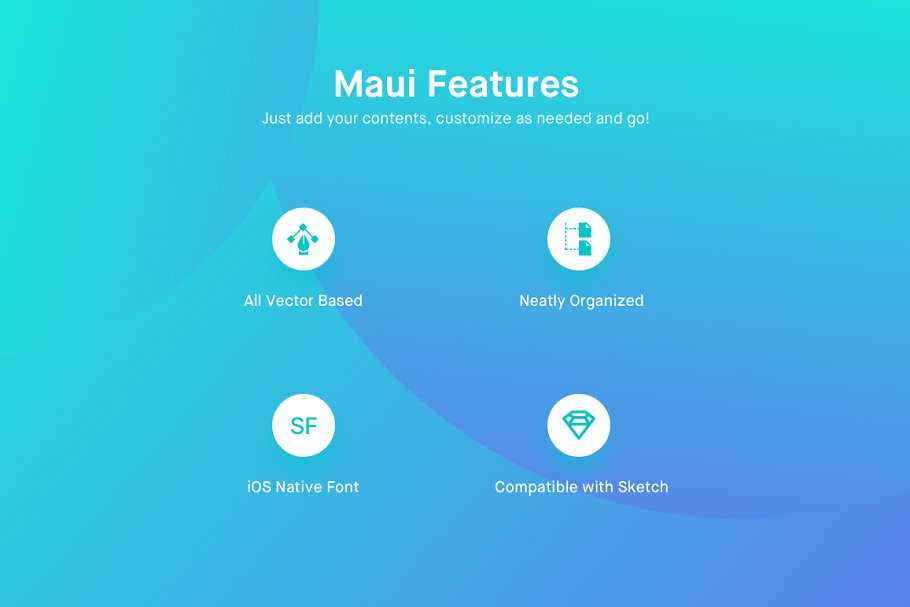 Maui Features
Just add your contents, customize as needed and go!
All Vector Based
Neatly Organized
SF
iOS Native Font
Compatible with Sketch